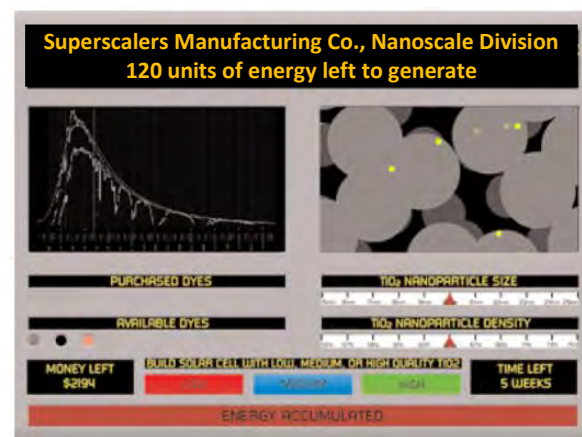 Superscalers Manufacturing Co., Nanoscale Division
120 units of energy left to generate
PURCHASED DYES
TiO₂ NANOPARTICLE SIZE
AVAILABLE DYES
TiO₂ NANOPARTICLE DENSITY
MONEY LEFT
$2194
BUILD SOLAR CELL WITH LOW, MEDIUM, OR HIGH QUALITY TIO2
LOW
MEDIUM
HIGH
TIME LEFT
5 WEEKS
ENERGY ACCUMULATED